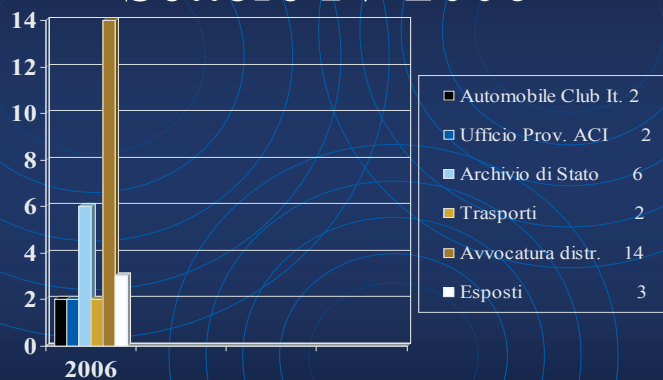 14
12
10
8
6
4
2
0
2006
Automobile Club It. 2
Ufficio Prov. ACI 2
Archivio di Stato 6
Trasporti 2
Avvocatura distr. 14
Esposti 3